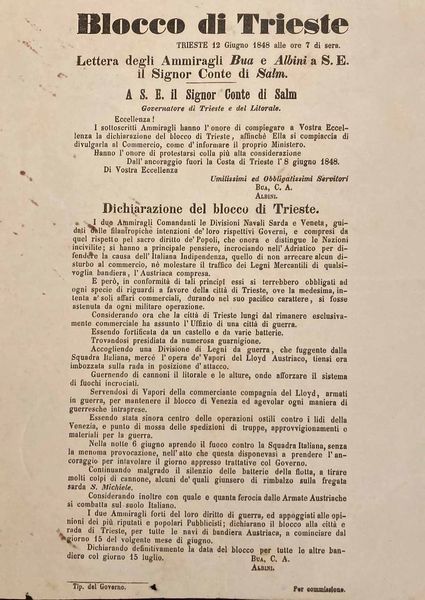 Blocco di Trieste
TRIESTE 12 Giugno 1848 alle ore 7 di sera.
Lettera degli Ammiragli Bua e Albini a S. E.
il Signor Conte di Salm.
A S. E. il Signor Conte di Salm
Governatore di Trieste e del Litorale.
Eccellenza!
I sottoscritti Ammiragli hanno l'onore di compiegare a Vostra Eccel-
lenza la dichiarazione del blocco di Trieste, affinchè Ella si compiaccia di
divulgarla al Commercio, come d'informare il proprio Ministero.
Hanno l'onore di protestarsi colla più alta considerazione
Dall'ancoraggio fuori la Costa di Trieste l'8 giugno 1848.
Di Vostra Eccellenza
Umilissimi ed Obbligatissimi Servitori
BUA, C. A.
ALBINI.
Dichiarazione del blocco di Trieste.
I due Ammiragli Comandanti le Divisioni Navali Sarda e Veneta, gui-
dati dalle filantropiche intenzioni de'loro rispettivi Governi, e compresi da
quel rispetto pel sacro diritto de'Popoli, che onora e distingue le Nazioni
incivilite; si hanno a principale pensiero, incrociando nell'Adriatico per di-
fendere la causa dell'Italiana Indipendenza, quello di non arrecare alcun di-
sturbo al commercio, nè molestare il traffico dei Legni Mercantili di qualsi-
voglia bandiera, l'Austriaca compresa.
E però, in conformità di tali principî essi si terrebbero obbligati ad
ogni specie di riguardi a favore della città di Trieste, ove la medesima, in-
tenta a'soli affari commerciali, durando nel suo pacifico carattere, si fosse
astenuta da ogni militare operazione.
Considerando ora che la città di Trieste lungi dal rimanere esclusiva-
mente commerciale ha assunto l'Uffizio di una città di guerra.
Essendo fortificata da un castello e da varie batterie.
Trovandosi presidiata da numerosa guarnigione.
Accogliendo una Divisione di Legni da guerra, che fuggente dalla
Squadra Italiana, mercè l'opera de'Vapori del Lloyd Austriaco, tiensi ora
imbozzata sulla rada in posizione d'attacco.
Guernendo di cannoni il litorale e le alture, onde afforzare il sistema
di fuochi incrociati.
Servendosi di Vapori della commerciante compagnia del Lloyd, armati
in guerra, per mantenere il blocco di Venezia ed agevolar ogni maniera di
guerresche intraprese.
Essendo stata sinora centro delle operazioni ostili contro i lidi della
Venezia, e punto di mossa delle spedizioni di truppe, approvvigionamenti o
materiali per la guerra.
Nella notte 6 giugno aprendo il fuoco contro la Squadra Italiana, senza
la menoma provocazione, nell'atto che questa disponevasi a prendere l'an-
coraggio per intavolare il giorno appresso trattative col Governo.
Continuando malgrado il silenzio delle batterie della flotta, a tirare
molti colpi di cannone, alcuni de'quali giunsero di rimbalzo sulla fregata
sarda S. Michiele.
Considerando inoltre con quale e quanta ferocia dalle Armate Austriache
si combatta sul suolo Italiano.
I due Ammiragli forti del loro diritto di guerra, ed appoggiati alle opi-
nioni dei più riputati e popolari Pubblicisti; dichiarano il blocco alla città e
rada di Trieste, per tutte le navi di bandiera Austriaca, a cominciare dal
giorno 15 del volgente mese di giugno.
Dichiarano definitivamente la data del blocco per tutte le altre ban-
diere col giorno 15 luglio.
BUA, C. A.
ALBINI.
Tip. del Governo.
Per commissione.